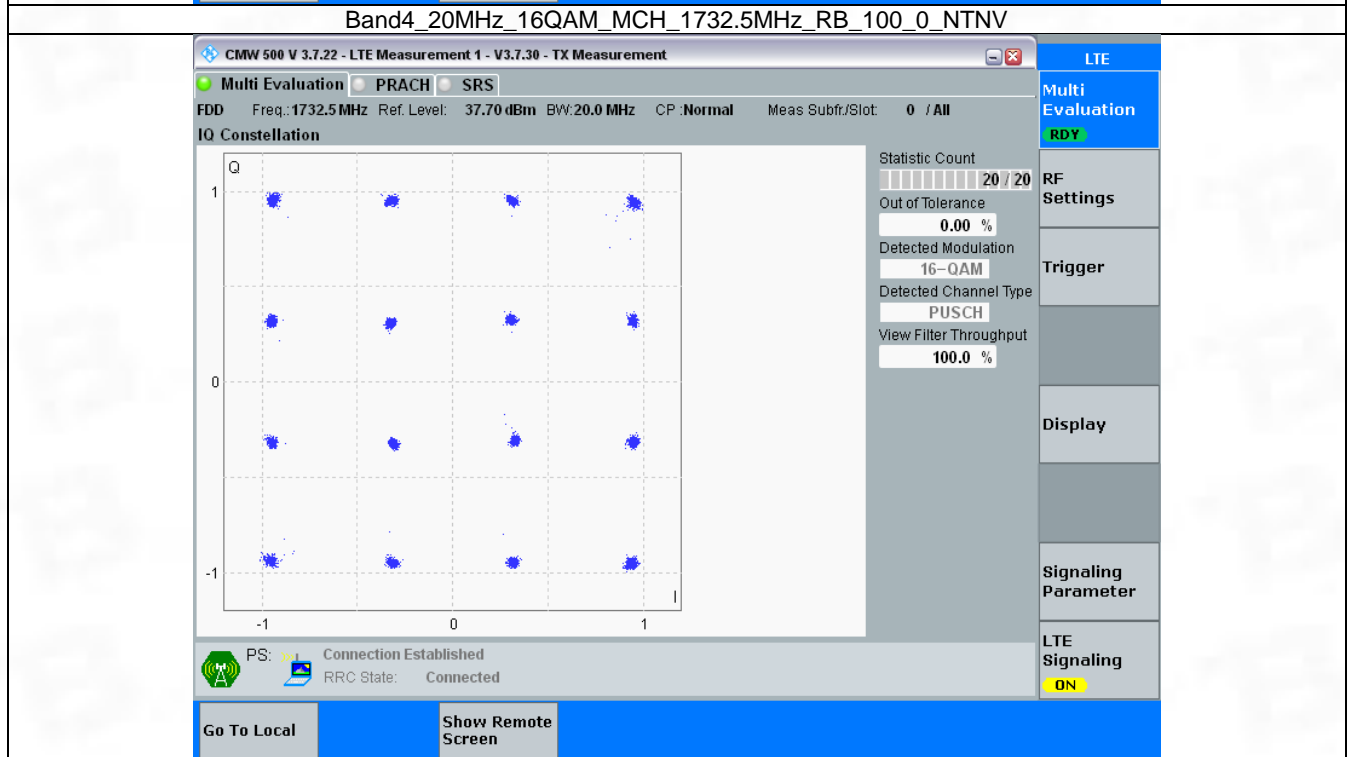 Band4_20MHz_16QAM_MCH_1732.5MHz_RB_100_0_NTNV
CMW 500 V 3.7.22 - LTE Measurement 1 - V3.7.30 - TX Measurement
LTE
Multi Evaluation PRACH SRS
Multi
Evaluation
RDY
FDD Freq.:1732.5 MHz Ref. Level: 37.70 dBm BW:20.0 MHz CP :Normal Meas Subfr./Slot: 0 / All
IQ Constellation
Q
1
0
-1
I
-1 0 1
Statistic Count
20 / 20
Out of Tolerance
0.00 %
Detected Modulation
16-QAM
Detected Channel Type
PUSCH
View Filter Throughput
100.0 %
RF
Settings
Trigger
Display
Signaling
Parameter
LTE
Signaling
ON
PS: Connection Established
RRC State: Connected
Go To Local
Show Remote
Screen